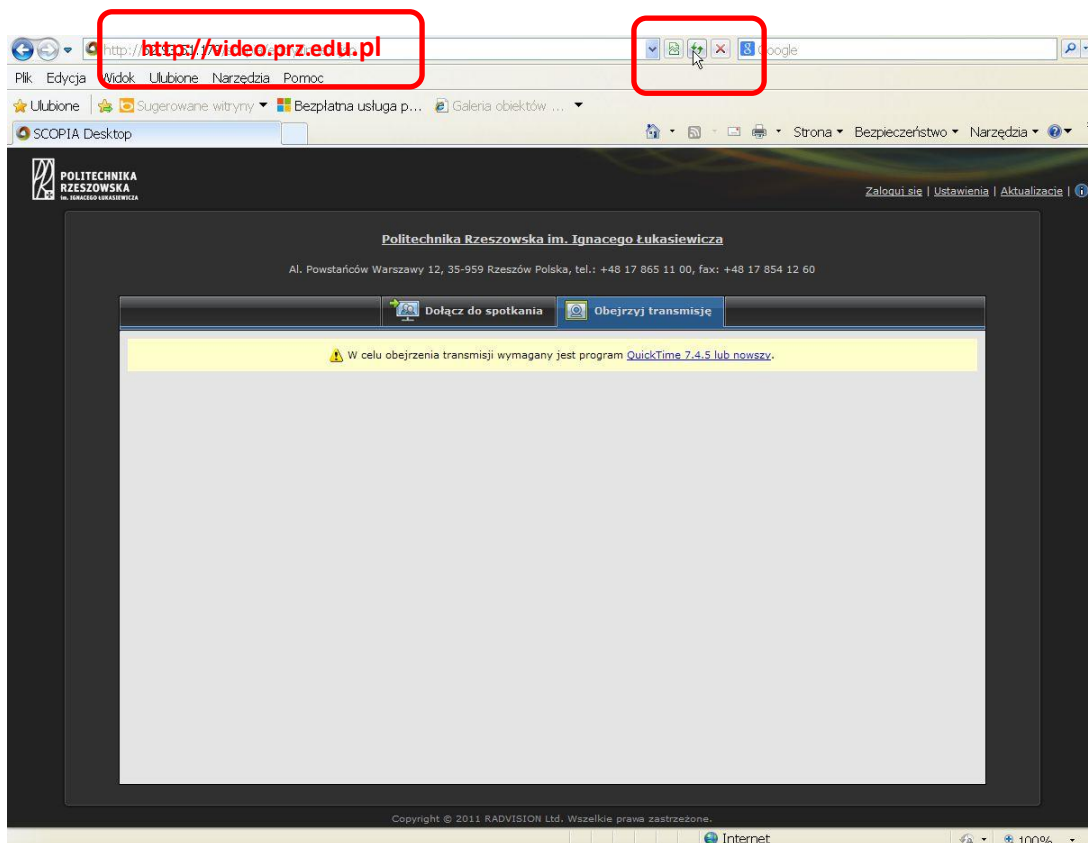 http://video.prz.edu.pl
Google
Plik Edycja Widok Ulubione Narzędzia Pomoc
Ulubione Sugerowane witryny Bezpłatna usługa p... Galeria obiektów ...
SCOPIA Desktop Strona Bezpieczeństwo Narzędzia
POLITECHNIKA
RZESZOWSKA
im. IGNACEGO ŁUKASIEWICZA
Zaloguj się | Ustawienia | Aktualizacje |
Politechnika Rzeszowska im. Ignacego Łukasiewicza
Al. Powstańców Warszawy 12, 35-959 Rzeszów Polska, tel.: +48 17 865 11 00, fax: +48 17 854 12 60
Dołącz do spotkania Obejrzyj transmisję
W celu obejrzenia transmisji wymagany jest program QuickTime 7.4.5 lub nowszy.
Copyright © 2011 RADVISION Ltd. Wszelkie prawa zastrzeżone.
Internet 100%